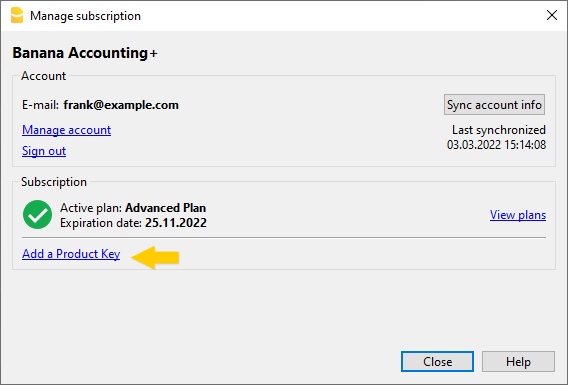 Manage subscription
Banana Accounting+
Account
E-mail: frank@example.com
Sync account info
Manage account
Last synchronized
Sign out
03.03.2022 15:14:08
Subscription
Active plan: Advanced Plan
Expiration date: 25.11.2022
View plans
Add a Product Key
Close
Help